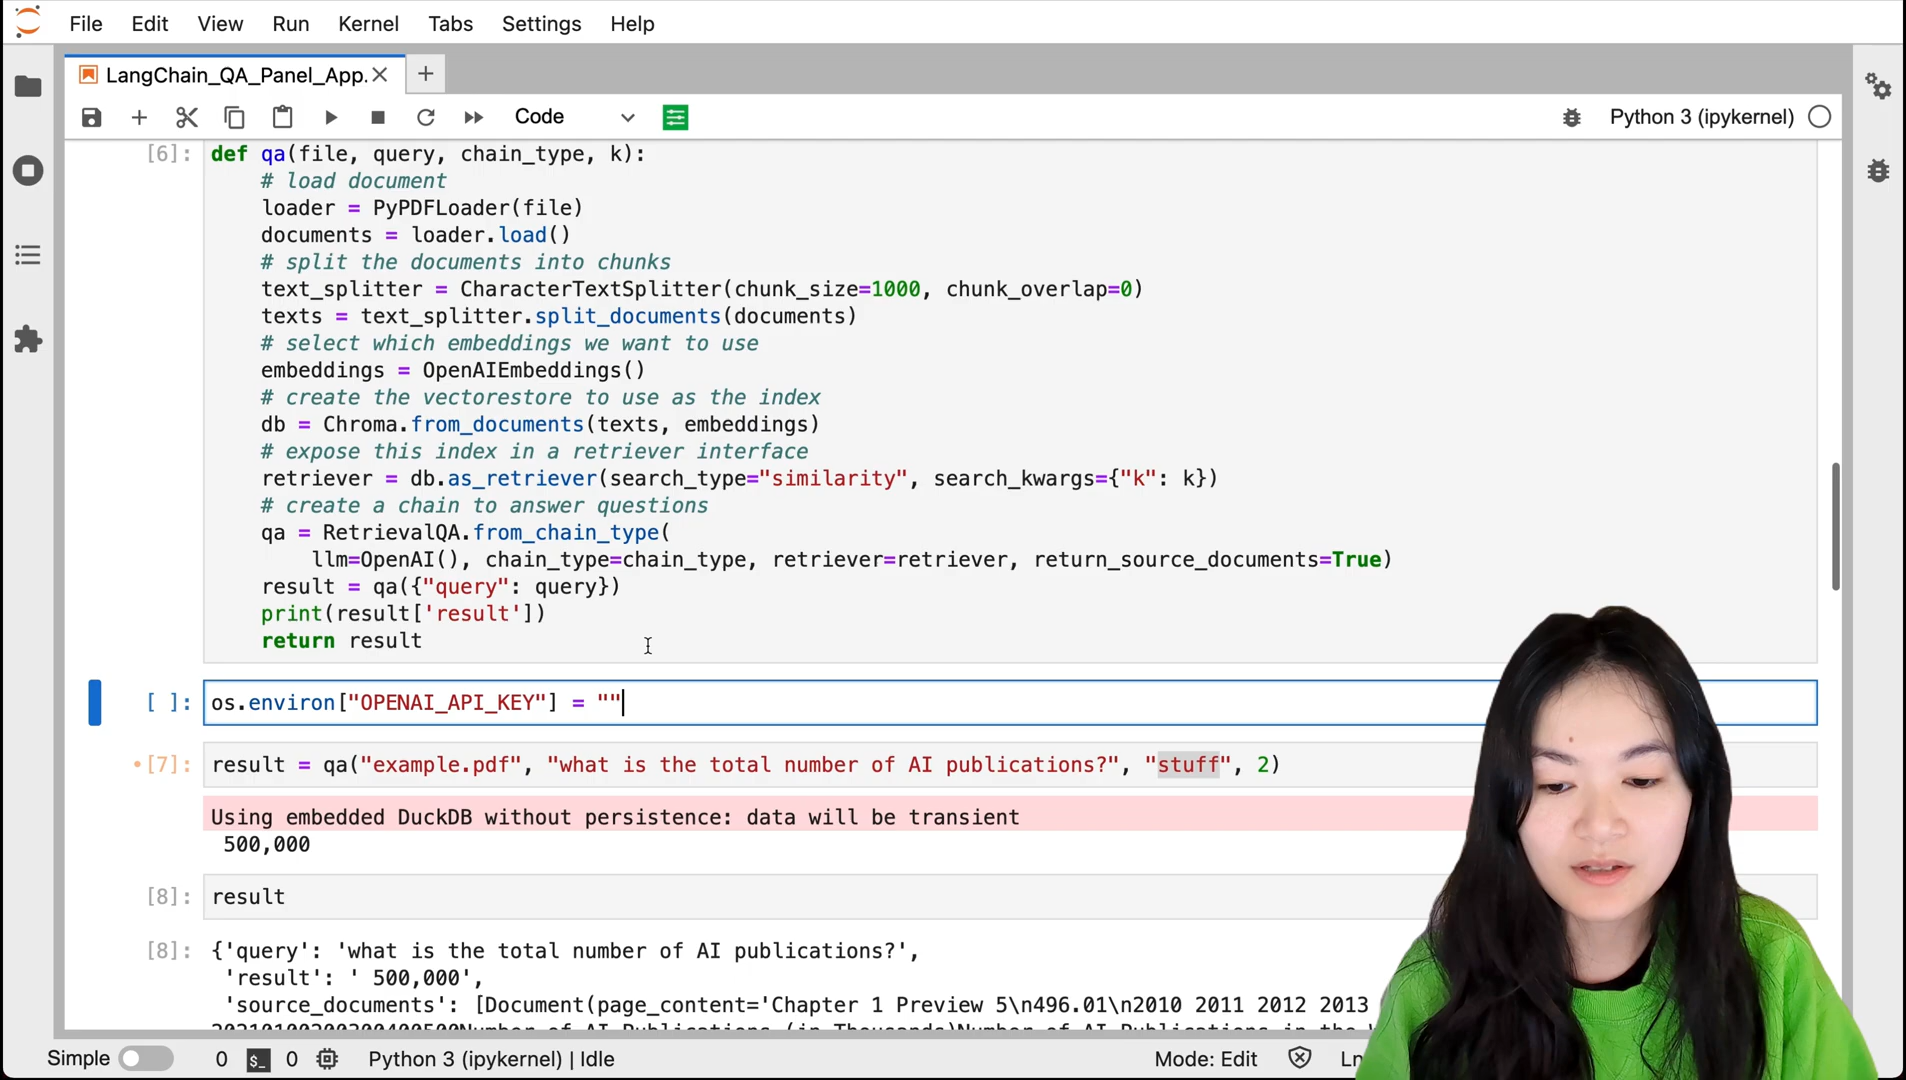 File Edit View Run Kernel Tabs Settings Help
LangChain_QA_Panel_App.
Code
Python 3 (ipykernel)
[6]: def qa(file, query, chain_type, k):
# load document
loader = PyPDFLoader(file)
documents = loader.load()
# split the documents into chunks
text_splitter = CharacterTextSplitter(chunk_size=1000, chunk_overlap=0)
texts = text_splitter.split_documents(documents)
# select which embeddings we want to use
embeddings = OpenAIEmbeddings()
# create the vectorestore to use as the index
db = Chroma.from_documents(texts, embeddings)
# expose this index in a retriever interface
retriever = db.as_retriever(search_type="similarity", search_kwargs={"k": k})
# create a chain to answer questions
qa = RetrievalQA.from_chain_type(
llm=OpenAI(), chain_type=chain_type, retriever=retriever, return_source_documents=True)
result = qa({"query": query})
print(result['result'])
return result
[ ]: os.environ["OPENAI_API_KEY"] = ""
[7]: result = qa("example.pdf", "what is the total number of AI publications?", "stuff", 2)
Using embedded DuckDB without persistence: data will be transient
500,000
[8]: result
[8]: {'query': 'what is the total number of AI publications?',
'result': ' 500,000',
'source_documents': [Document(page_content='Chapter 1 Preview 5\n496.01\n2010 2011 2012 2013
Simple 0 $_ 0 Python 3 (ipykernel) | Idle Mode: Edit Ln